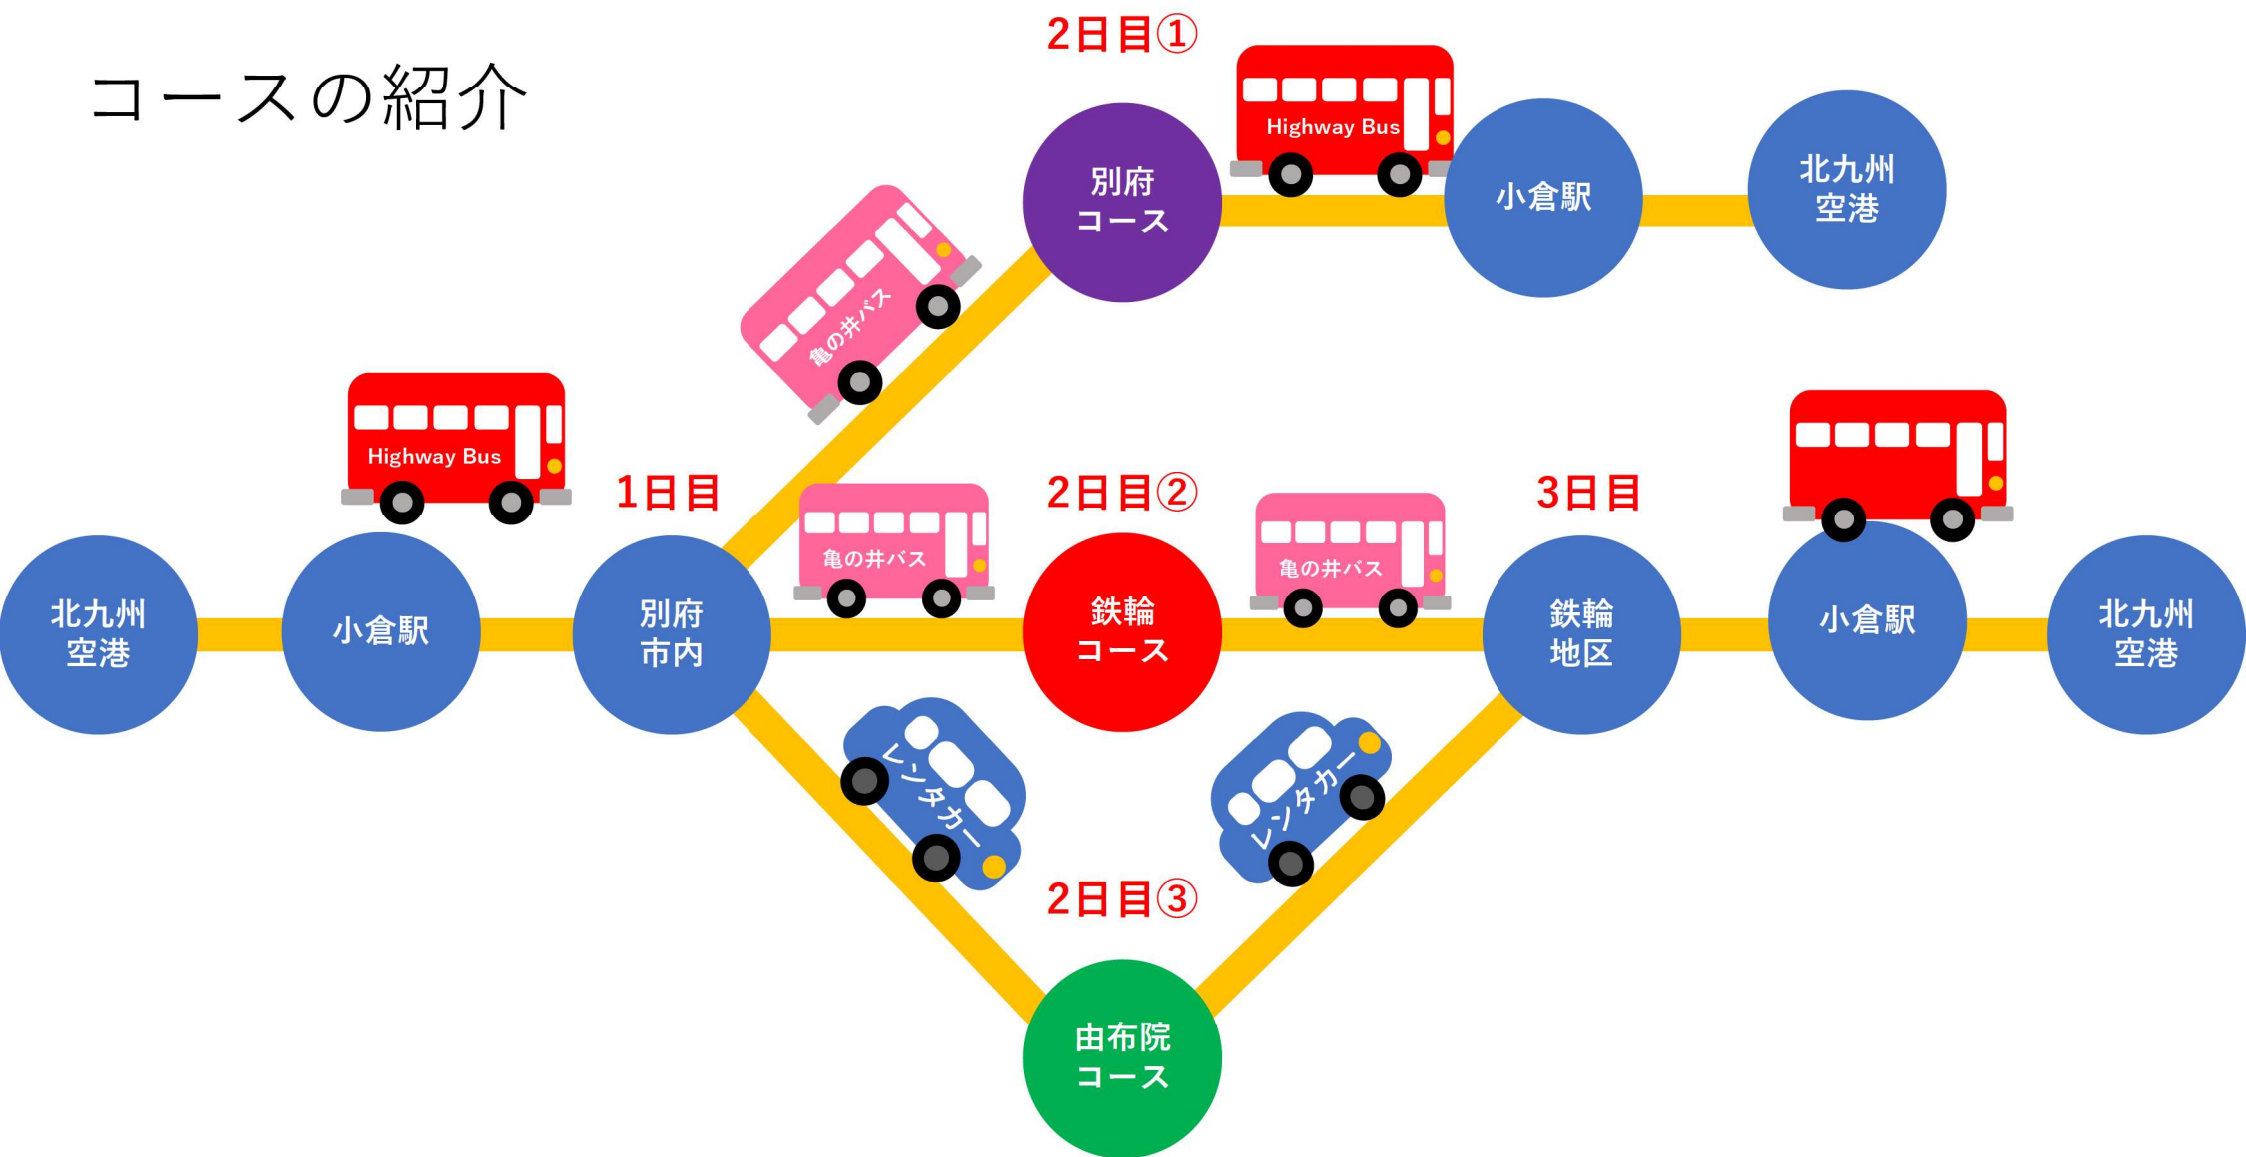 コースの紹介
2日目①
Highway Bus
別府
コース
小倉駅
北九州
空港
亀の井バス
Highway Bus
1日目
2日目②
3日目
亀の井バス
亀の井バス
北九州
空港
小倉駅
別府
市内
鉄輪
コース
鉄輪
地区
小倉駅
北九州
空港
レンタカー
レンタカー
2日目③
由布院
コース